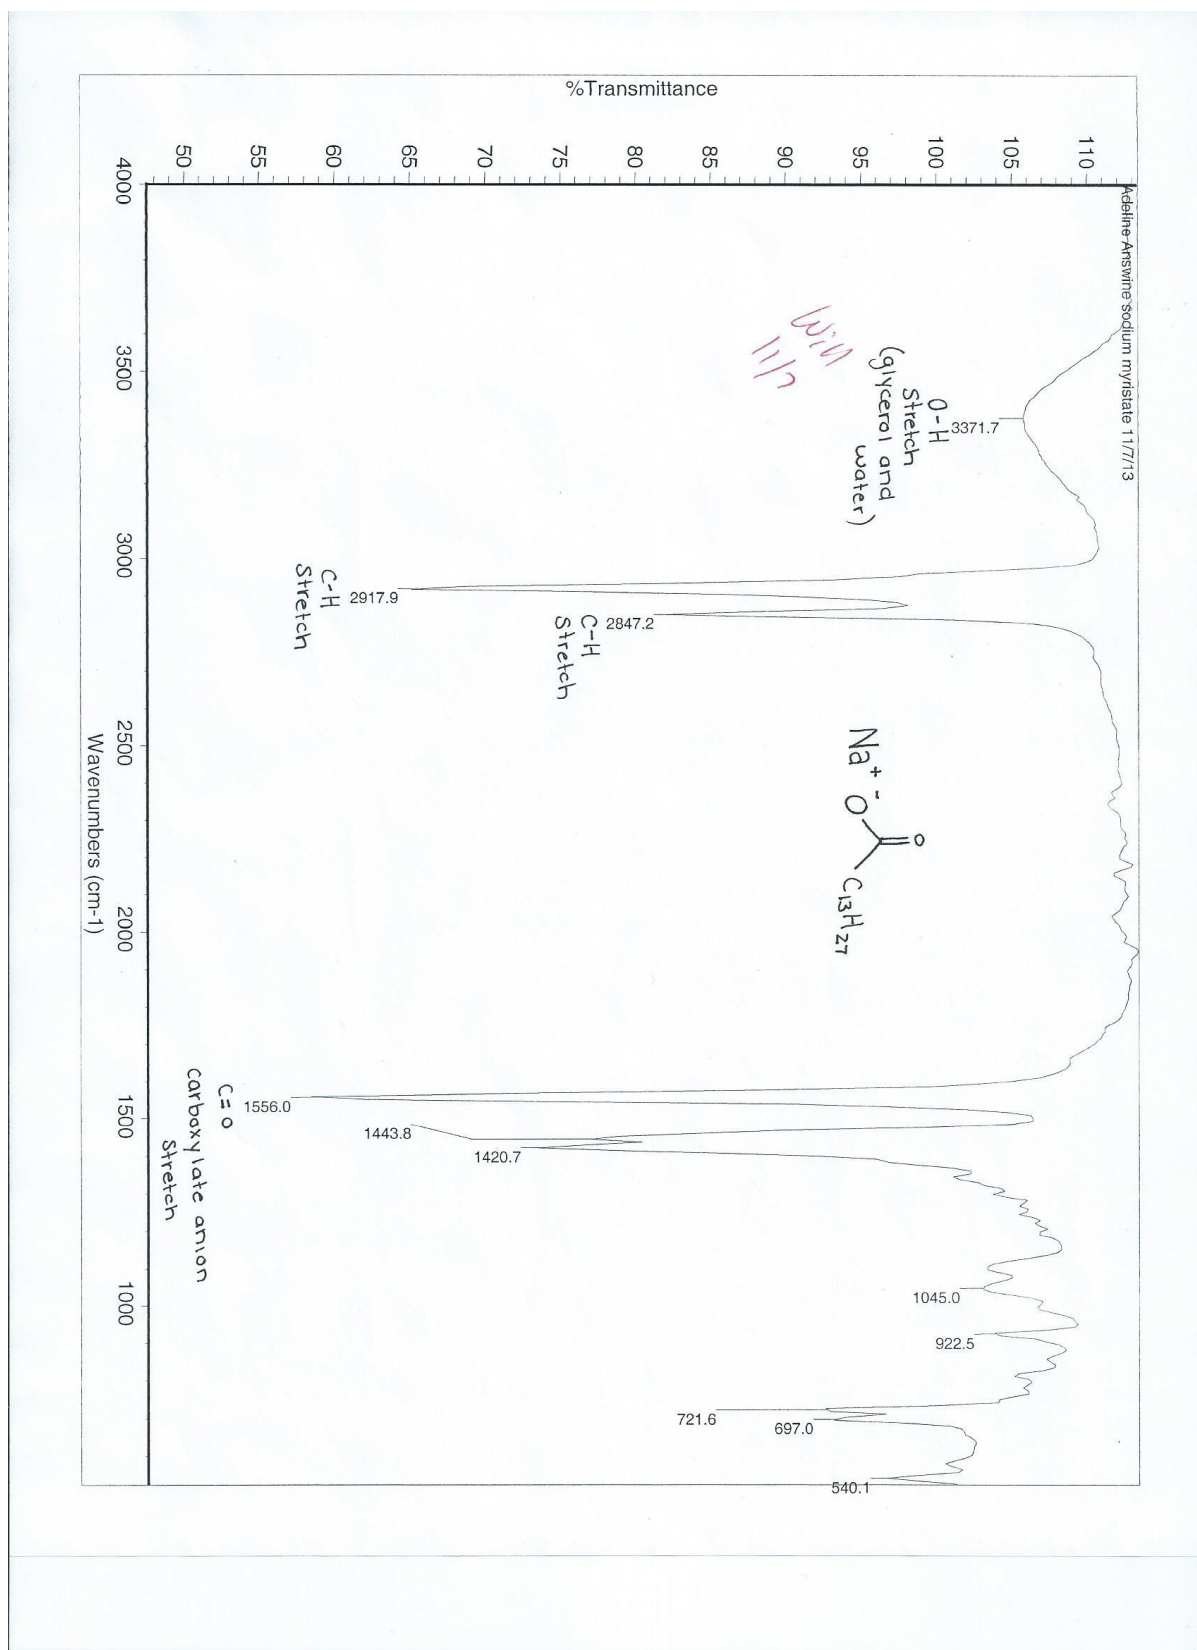 Adeline Answine sodium myristate 11/7/13
%Transmittance
110
105
100
95
90
85
80
75
70
65
60
55
50
4000
3500
3000
2500
2000
1500
1000
Wavenumbers (cm-1)
3371.7
O-H
Stretch
(glycerol and
water)
11/7
2917.9
C-H
Stretch
2847.2
C-H
Stretch
Na⁺ ⁻O
O
C₁₃H₂₇
1556.0
C=O
carboxylate anion
Stretch
1443.8
1420.7
1045.0
922.5
721.6
697.0
540.1